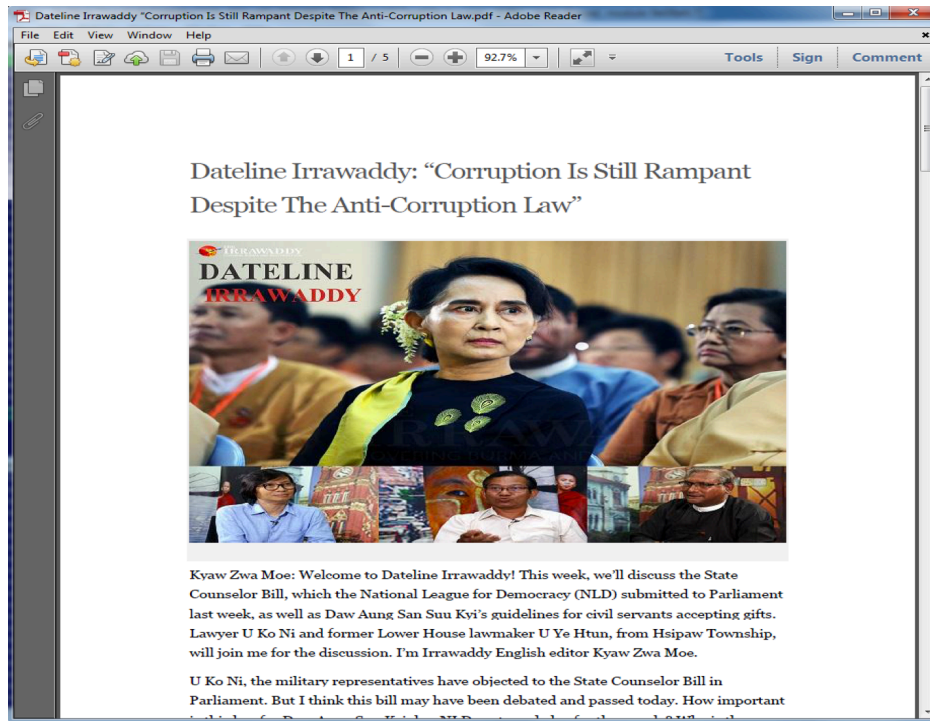 Dateline Irrawaddy "Corruption Is Still Rampant Despite The Anti-Corruption Law.pdf - Adobe Reader
File Edit View Window Help
1 / 5 92.7% Tools Sign Comment
Dateline Irrawaddy: “Corruption Is Still Rampant
Despite The Anti-Corruption Law”
IRRAWADDY
DATELINE
IRRAWADDY
Kyaw Zwa Moe: Welcome to Dateline Irrawaddy! This week, we’ll discuss the State
Counselor Bill, which the National League for Democracy (NLD) submitted to Parliament
last week, as well as Daw Aung San Suu Kyi’s guidelines for civil servants accepting gifts.
Lawyer U Ko Ni and former Lower House lawmaker U Ye Htun, from Hsipaw Township,
will join me for the discussion. I’m Irrawaddy English editor Kyaw Zwa Moe.
U Ko Ni, the military representatives have objected to the State Counselor Bill in
Parliament. But I think this bill may have been debated and passed today. How important